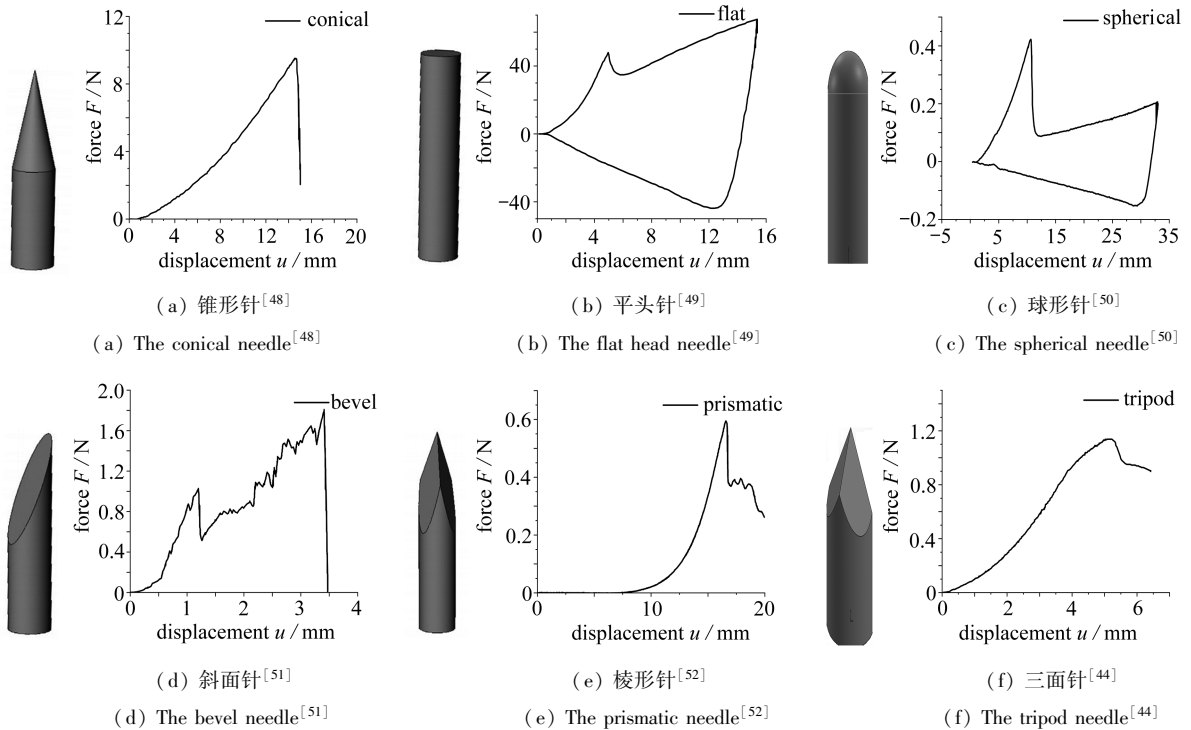 12
8
4
0
force F / N
conical
0 4 8 12 16 20
displacement u / mm
(a) 锥形针[48]
(a) The conical needle[48]
40
0
−40
force F / N
flat
0 4 8 12 16
displacement u / mm
(b) 平头针[49]
(b) The flat head needle[49]
0.4
0.2
0
−0.2
force F / N
spherical
−5 5 15 25 35
displacement u / mm
(c) 球形针[50]
(c) The spherical needle[50]
2.0
1.6
1.2
0.8
0.4
0
force F / N
bevel
0 1 2 3 4
displacement u / mm
(d) 斜面针[51]
(d) The bevel needle[51]
0.6
0.4
0.2
0
force F / N
prismatic
0 10 20
displacement u / mm
(e) 棱形针[52]
(e) The prismatic needle[52]
1.2
0.8
0.4
0
force F / N
tripod
0 2 4 6
displacement u / mm
(f) 三面针[44]
(f) The tripod needle[44]